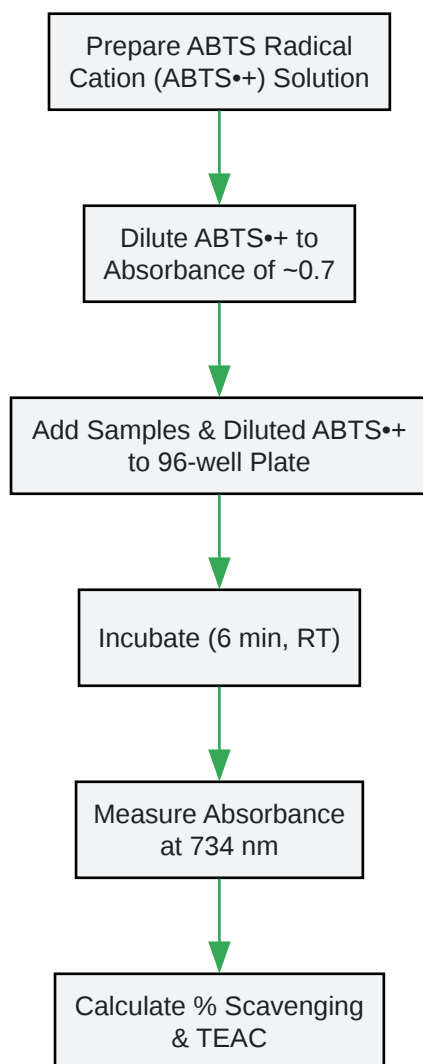 Prepare ABTS Radical
Cation (ABTS•+) Solution
Dilute ABTS•+ to
Absorbance of ~0.7
Add Samples & Diluted ABTS•+
to 96-well Plate
Incubate (6 min, RT)
Measure Absorbance
at 734 nm
Calculate % Scavenging
& TEAC